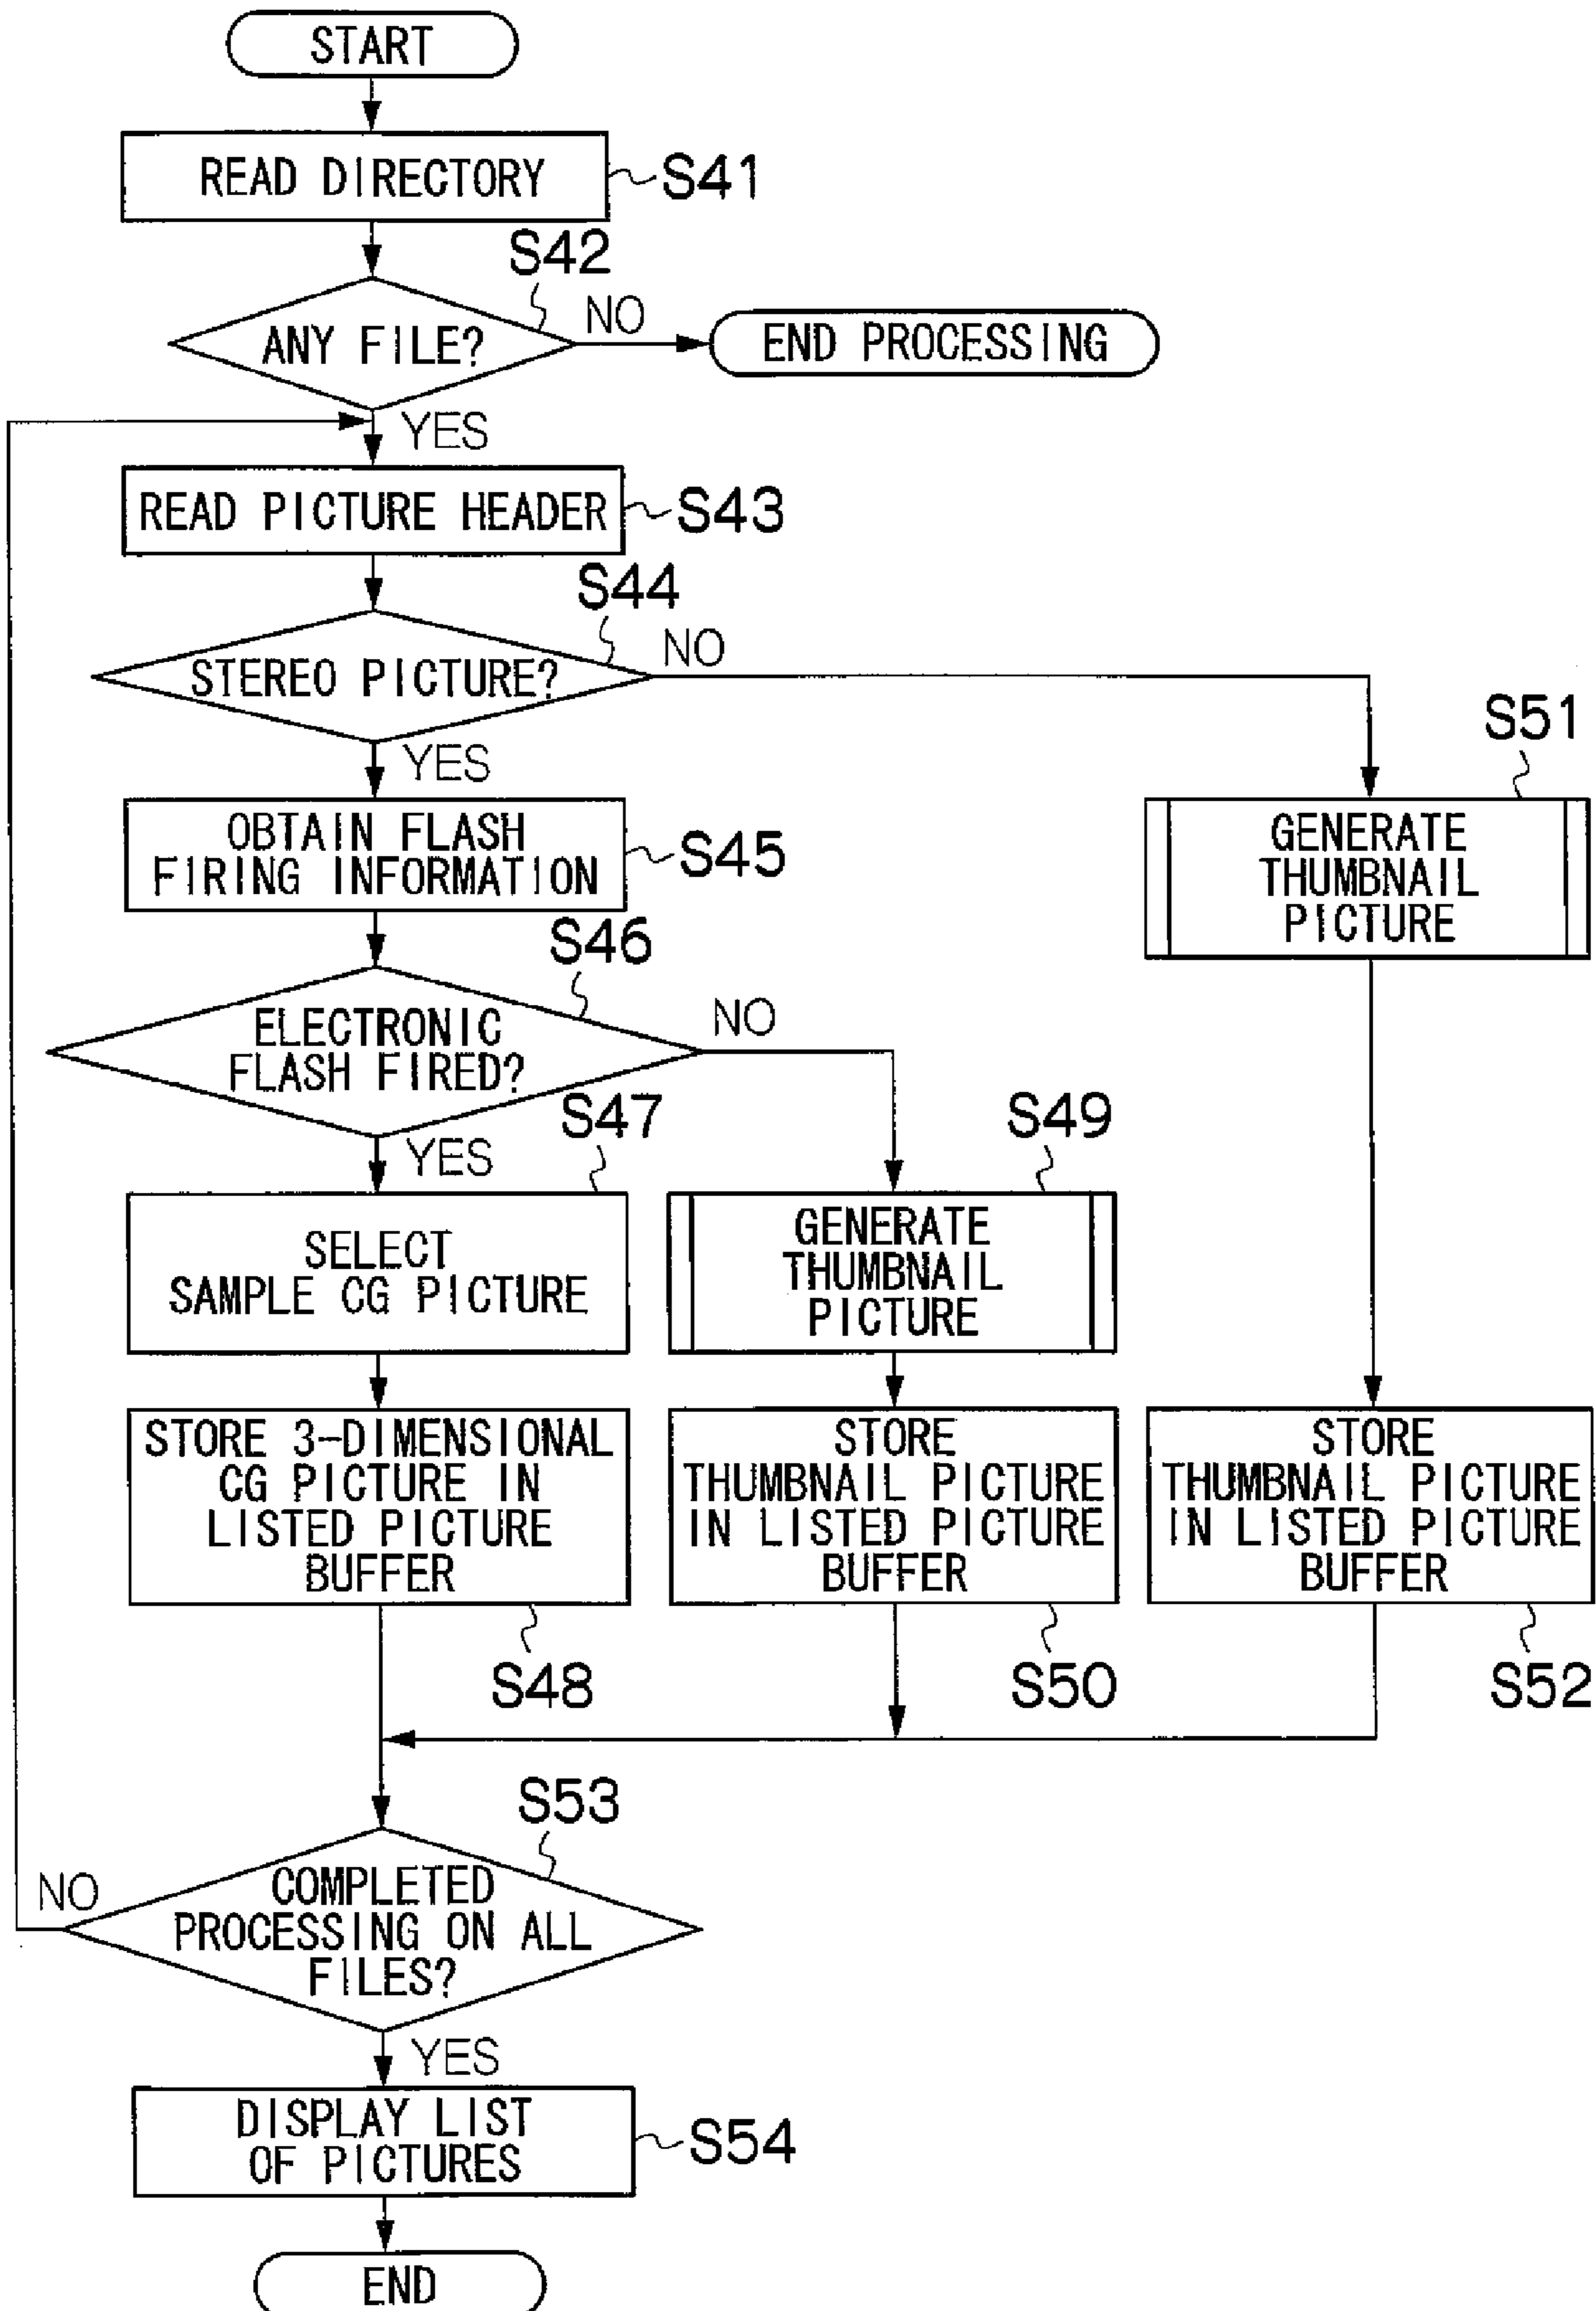 START
READ DIRECTORY
S41
S42
ANY FILE?
NO
END PROCESSING
YES
READ PICTURE HEADER
S43
S44
STEREO PICTURE?
NO
YES
S51
OBTAIN FLASH
FIRING INFORMATION
S45
GENERATE
THUMBNAIL
PICTURE
S46
ELECTRONIC
FLASH FIRED?
NO
YES
S47
S49
SELECT
SAMPLE CG PICTURE
GENERATE
THUMBNAIL
PICTURE
STORE 3-DIMENSIONAL
CG PICTURE IN
LISTED PICTURE
BUFFER
STORE
THUMBNAIL PICTURE
IN LISTED PICTURE
BUFFER
STORE
THUMBNAIL PICTURE
IN LISTED PICTURE
BUFFER
S48
S50
S52
S53
COMPLETED
PROCESSING ON ALL
FILES?
NO
YES
DISPLAY LIST
OF PICTURES
S54
END